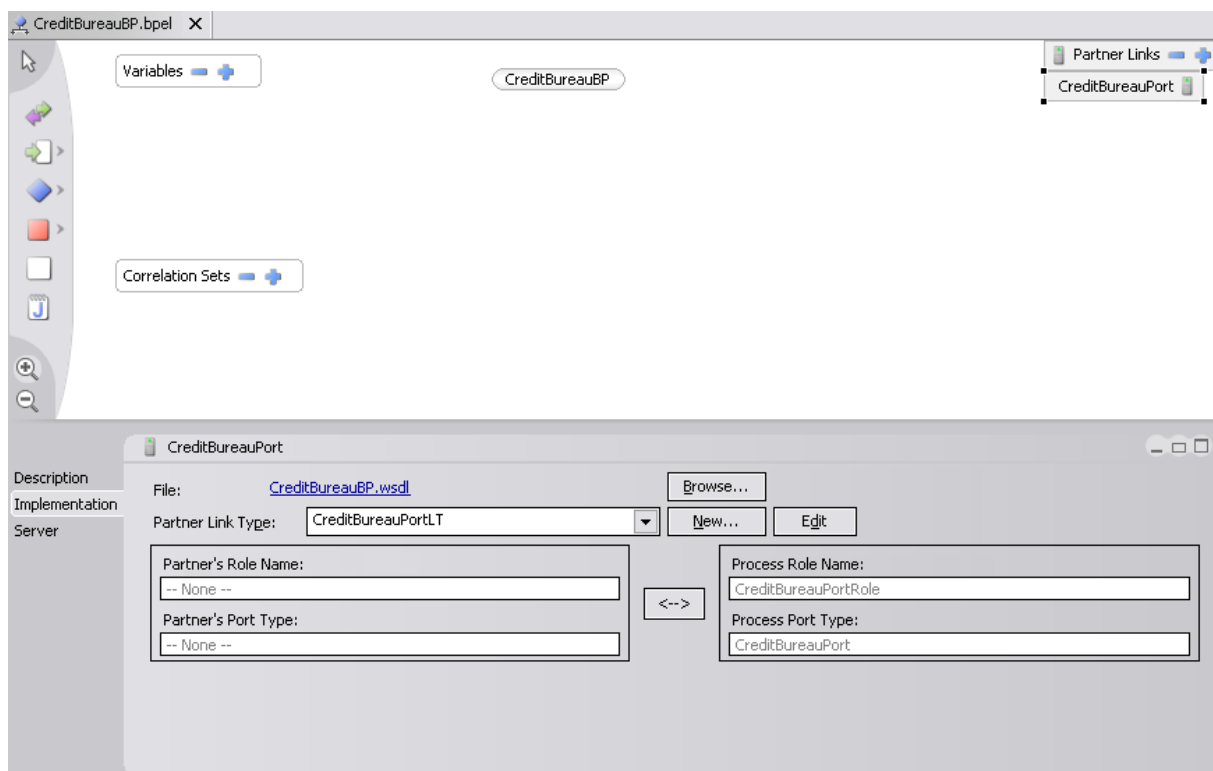 CreditBureauBP.bpel X
Variables
CreditBureauBP
Partner Links
CreditBureauPort
J
Correlation Sets
CreditBureauPort
Description
Implementation
Server
File: CreditBureauBP.wsdl Browse...
Partner Link Type: CreditBureauPortLT New... Edit
Partner's Role Name:
-- None --
Partner's Port Type:
-- None --
<-->
Process Role Name:
CreditBureauPortRole
Process Port Type:
CreditBureauPort